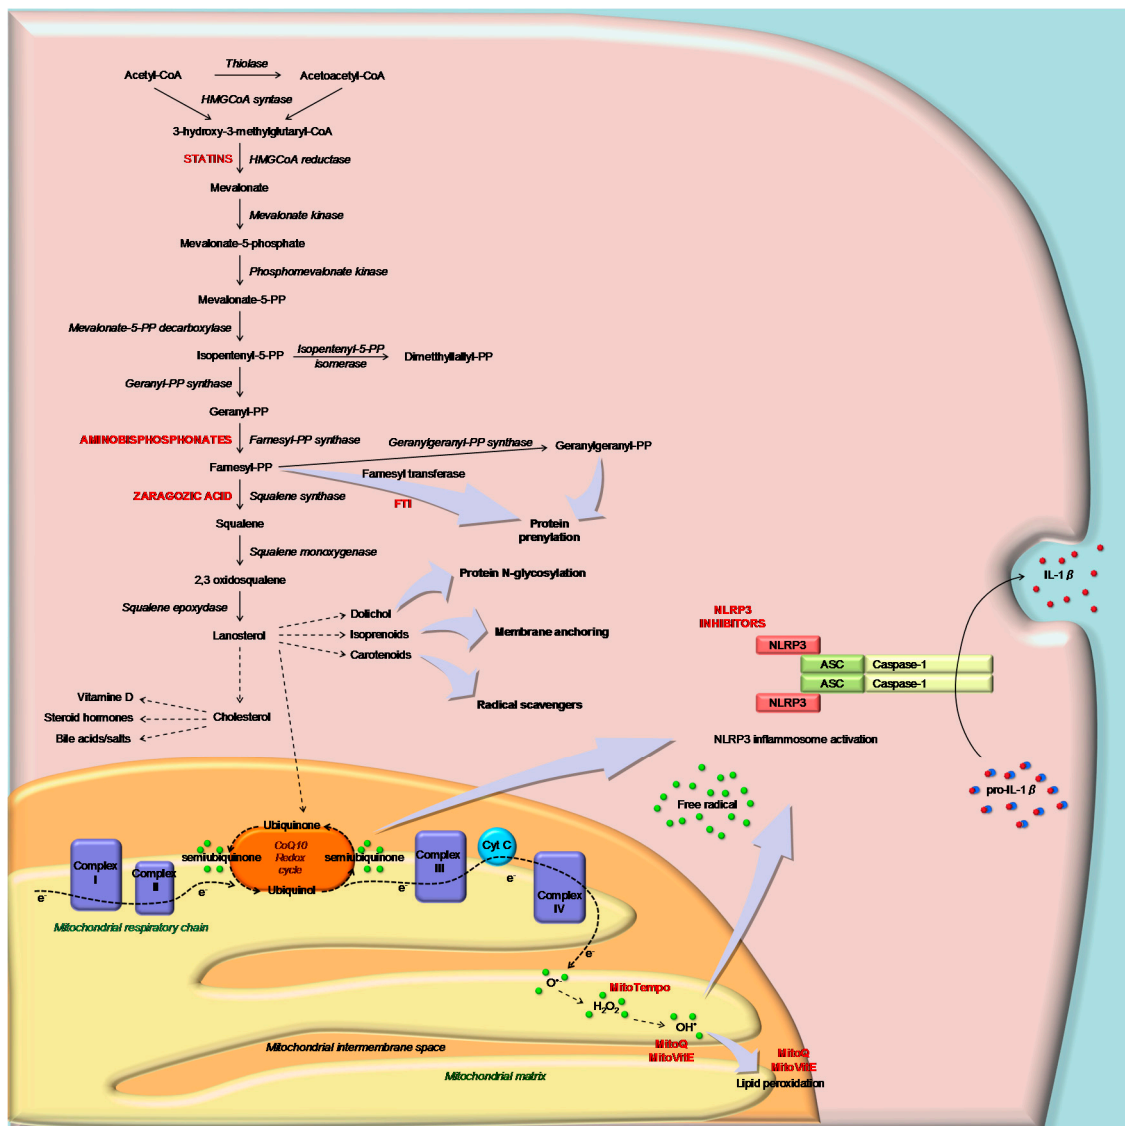 Thiolase
Acetyl-CoA
Acetoacetyl-CoA
HMGCoA syntase
3-hydroxy-3-methylglutaryl-CoA
STATINS
HMGCoA reductase
Mevalonate
Mevalonate kinase
Mevalonate-5-phosphate
Phosphomevalonate kinase
Mevalonate-5-PP
Mevalonate-5-PP decarboxylase
Isopentenyl-5-PP
Isopentenyl-5-PP
isomerase
Dimetthyllallyl-PP
Geranyl-PP synthase
Geranyl-PP
AMINOBISPHOSPHONATES
Farnesyl-PP synthase
Geranylgeranyl-PP synthase
Geranylgeranyl-PP
Farnesyl-PP
Farnesyl transferase
ZARAGOZIC ACID
Squalene synthase
FTI
Squalene
Protein
prenylation
Squalene monoxygenase
2,3 oxidosqualene
Protein N-glycosylation
IL-1 β
Squalene epoxydase
Dolichol
Lanosterol
Isoprenoids
Membrane anchoring
Carotenoids
NLRP3
INHIBITORS
NLRP3
ASC
Caspase-1
ASC
Caspase-1
NLRP3
Vitamine D
Steroid hormones
Cholesterol
Bile acids/salts
Radical scavengers
NLRP3 inflammosome activation
pro-IL-1 β
Free radical
Ubiquinone
CoQ10
Redox
cycle
semiubiquinone
semiubiquinone
Ubiquinol
Complex
I
Complex
II
Complex
III
Cyt C
Complex
IV
e-
e-
e-
e-
e-
Mitochondrial respiratory chain
O•-
MitoTempo
H2O2
OH•
MitoQ
MitoVitE
MitoQ
MitoVitE
Lipid peroxidation
Mitochondrial intermembrane space
Mitochondrial matrix